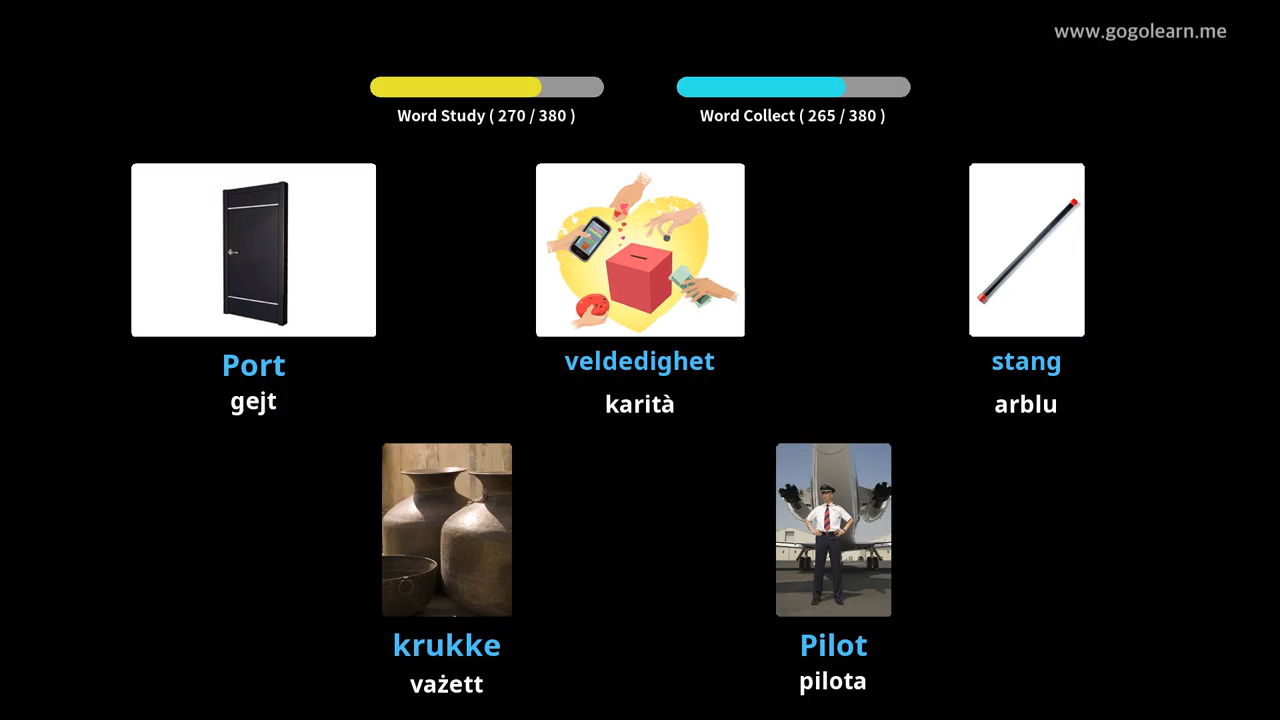 www.gogolearn.me
Word Study ( 270 / 380 )
Word Collect ( 265 / 380 )
Port
gejt
veldedighet
karità
stang
arblu
krukke
vażett
Pilot
pilota